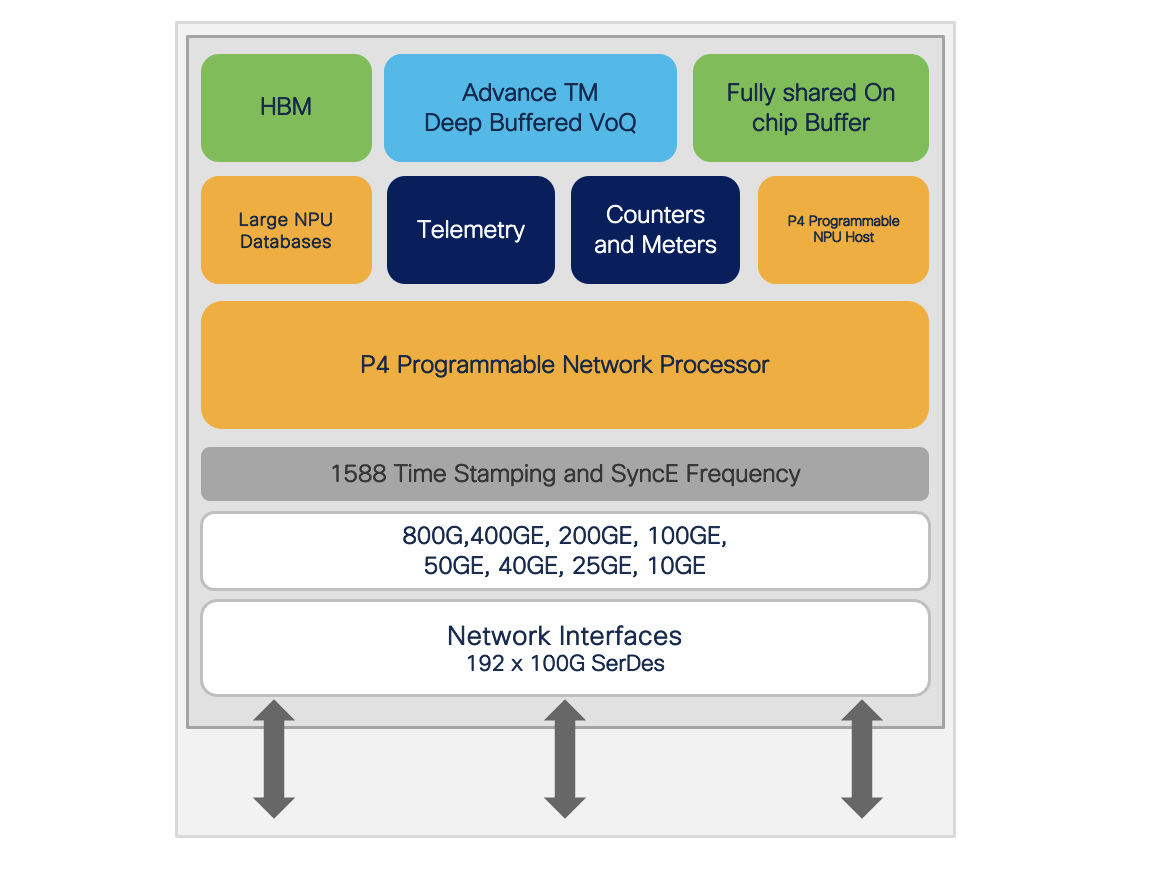 HBM
Advance TM
Deep Buffered VoQ
Fully shared On
chip Buffer
Large NPU
Databases
Telemetry
Counters
and Meters
P4 Programmable
NPU Host
P4 Programmable Network Processor
1588 Time Stamping and SyncE Frequency
800G,400GE, 200GE, 100GE,
50GE, 40GE, 25GE, 10GE
Network Interfaces
192 x 100G SerDes